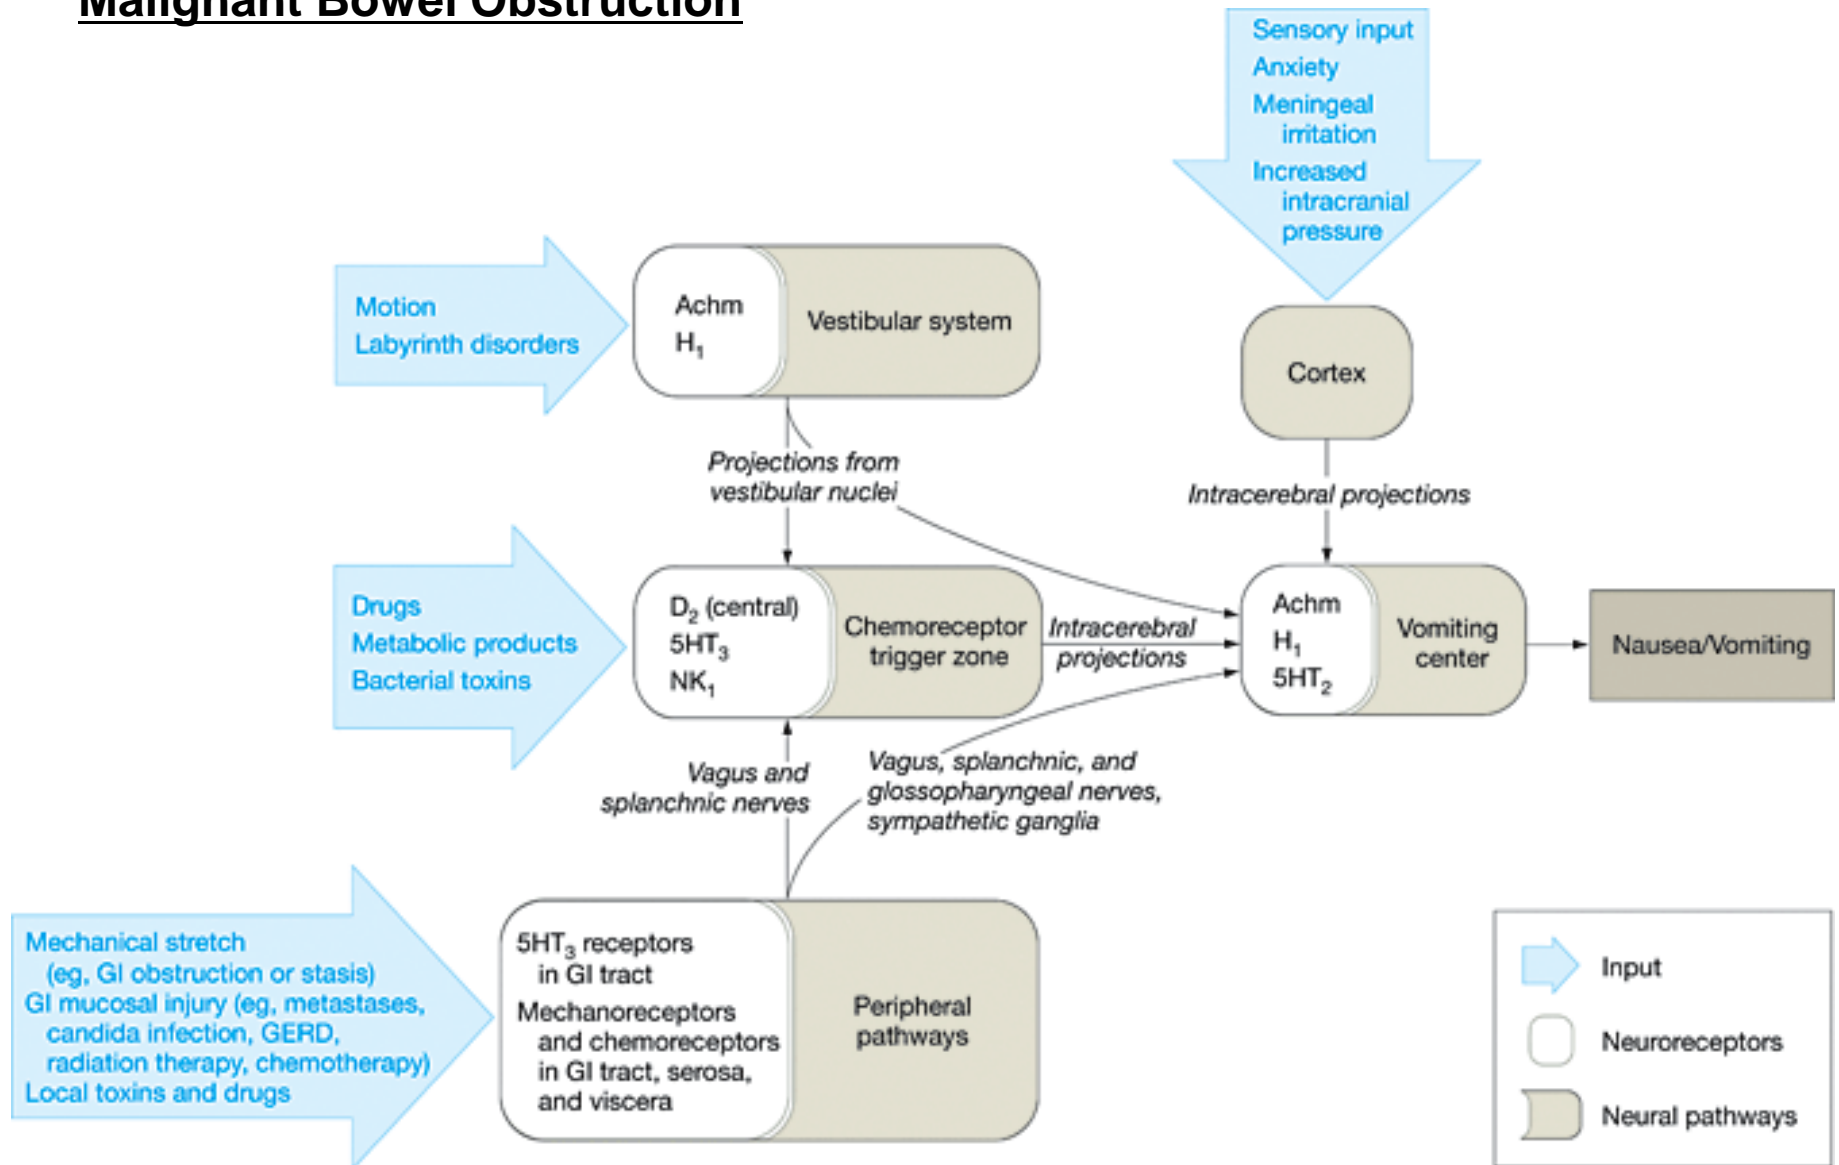 Malignant Bowel Obstruction
Sensory input
Anxiety
Meningeal
irritation
Increased
intracranial
pressure
Motion
Labyrinth disorders
Achm
H₁
Vestibular system
Cortex
Projections from
vestibular nuclei
Intracerebral projections
Drugs
Metabolic products
Bacterial toxins
D₂ (central)
5HT₃
NK₁
Chemoreceptor
trigger zone
Intracerebral
projections
Achm
H₁
5HT₂
Vomiting
center
Nausea/Vomiting
Vagus and
splanchnic nerves
Vagus, splanchnic, and
glossopharyngeal nerves,
sympathetic ganglia
Mechanical stretch
(eg, GI obstruction or stasis)
GI mucosal injury (eg, metastases,
candida infection, GERD,
radiation therapy, chemotherapy)
Local toxins and drugs
5HT₃ receptors
in GI tract
Mechanoreceptors
and chemoreceptors
in GI tract, serosa,
and viscera
Peripheral
pathways
Input
Neuroreceptors
Neural pathways